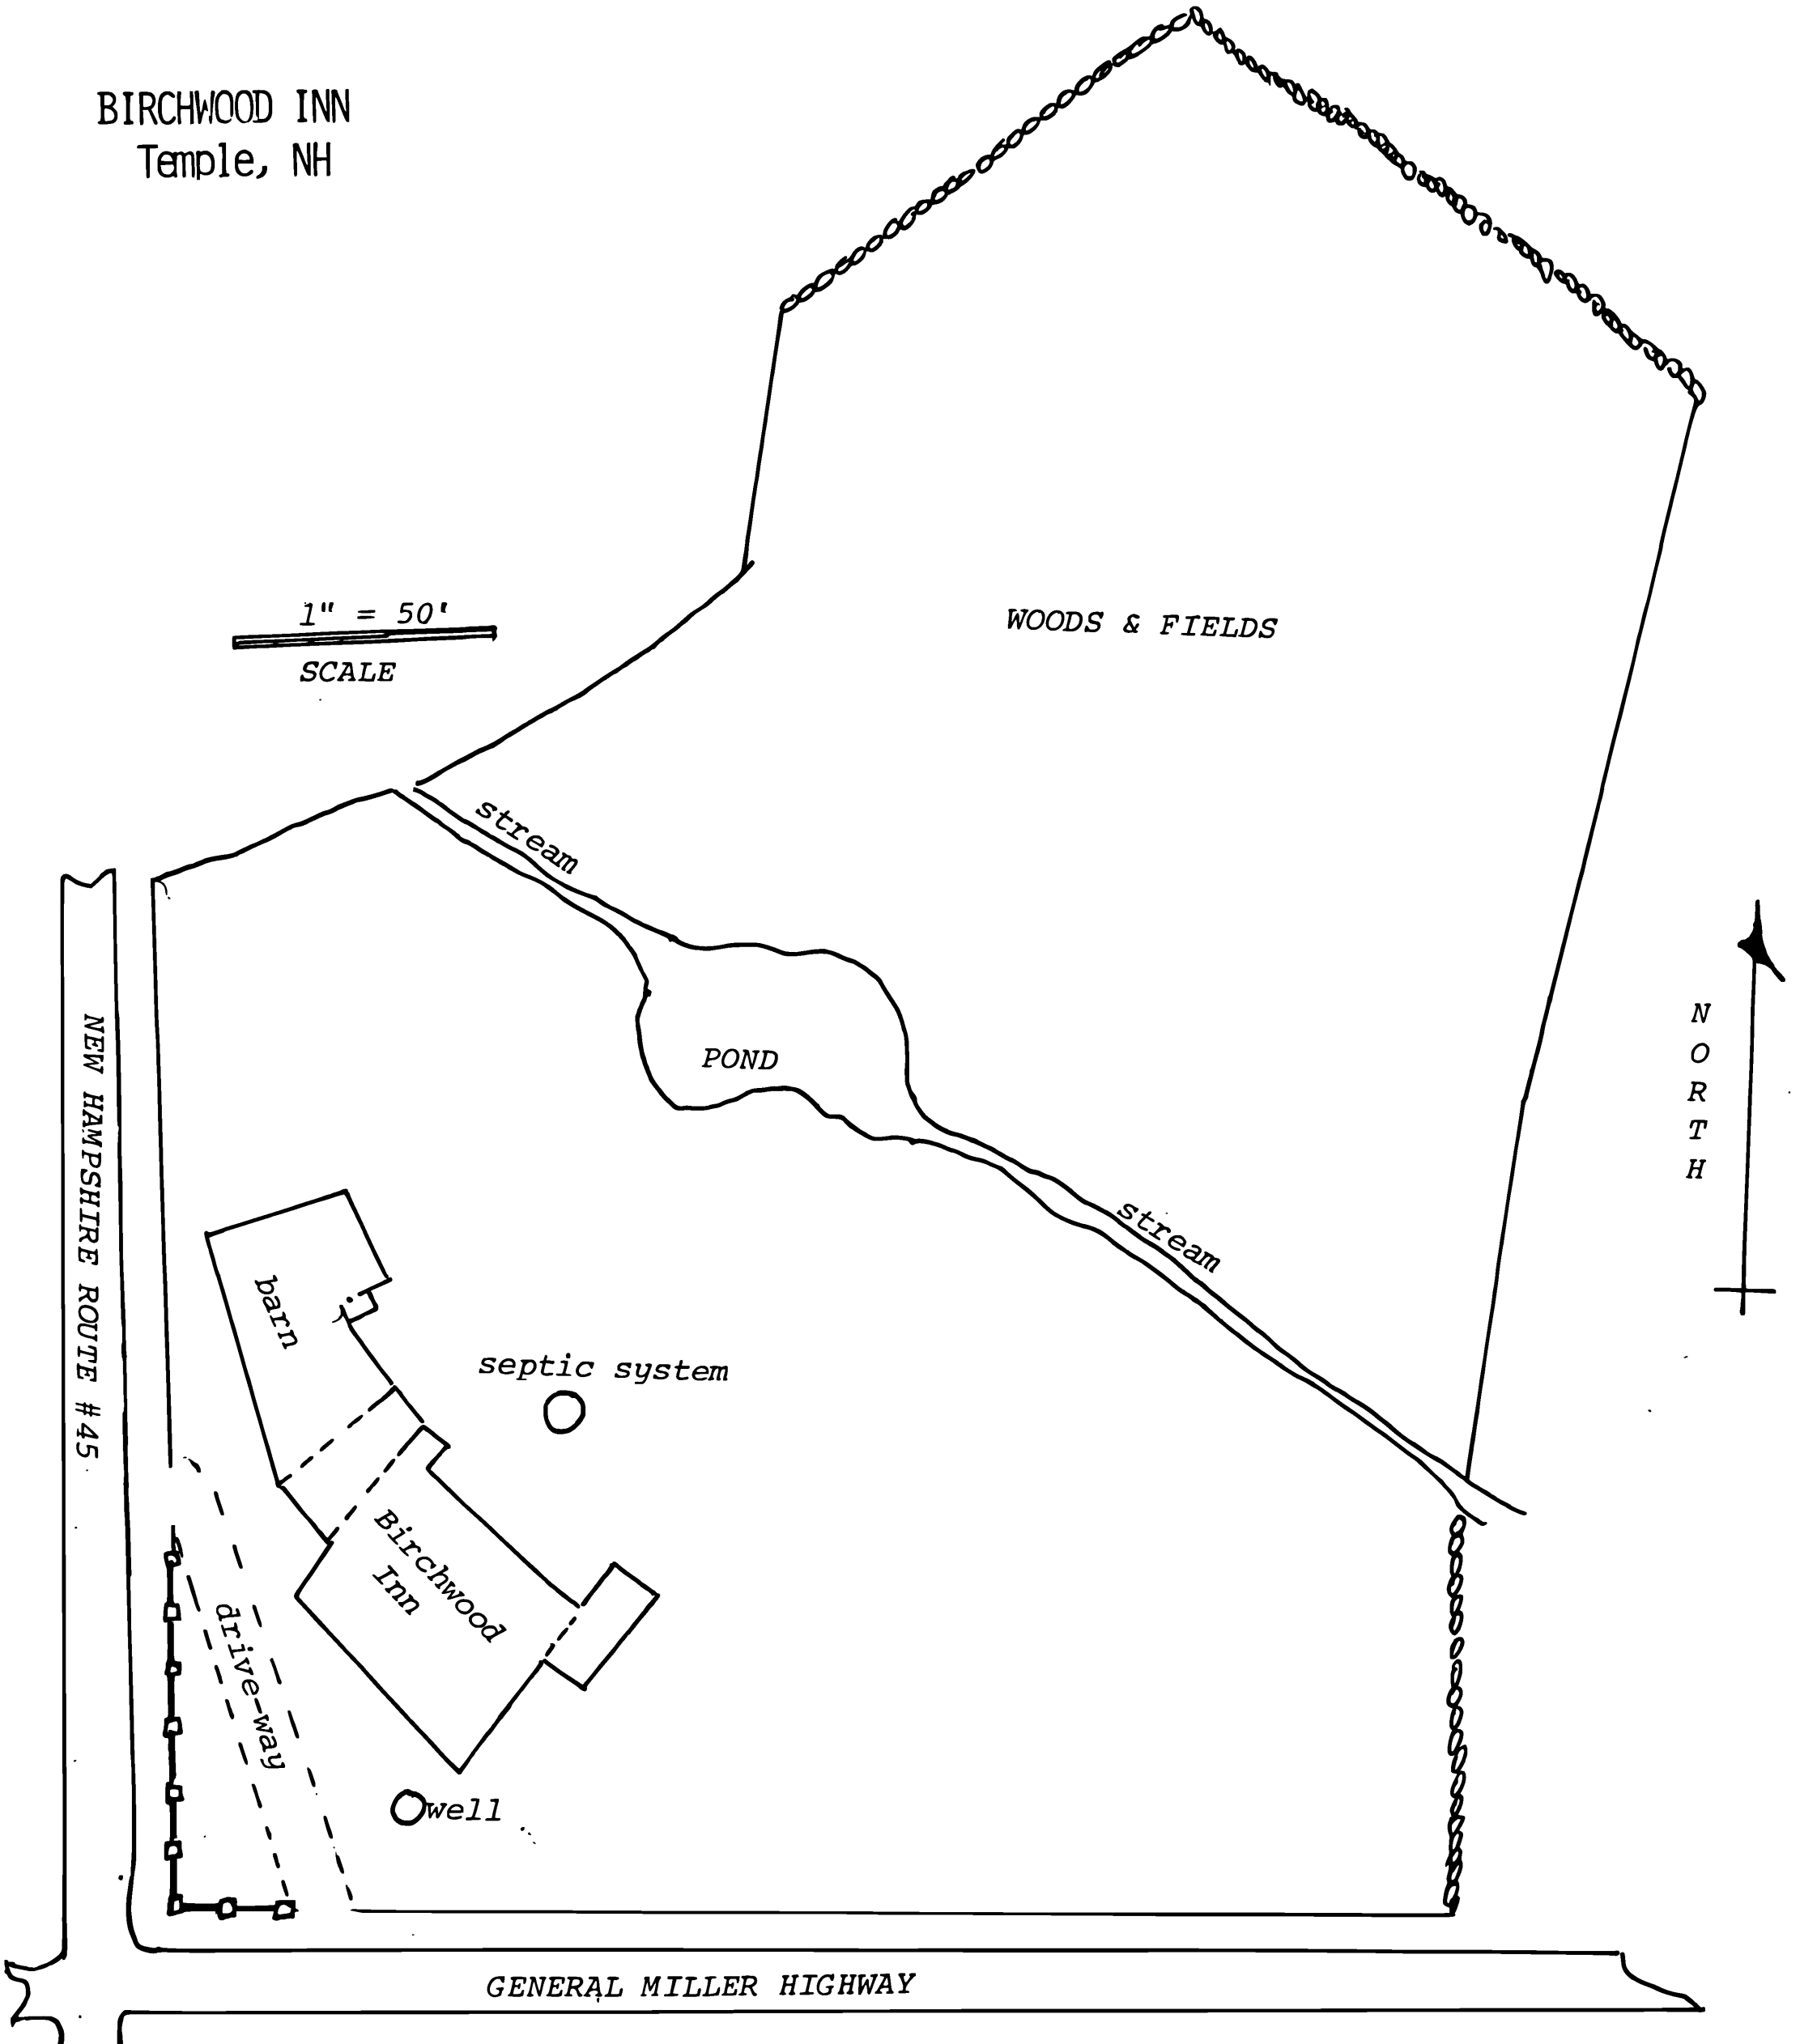 BIRCHWOOD INN
Temple, NH
1" = 50'
SCALE
WOODS & FIELDS
stream
NORTH
NEW HAMPSHIRE ROUTE #45
POND
stream
barn
septic system
Birchwood
Inn
drive-way
well
GENERAL MILLER HIGHWAY